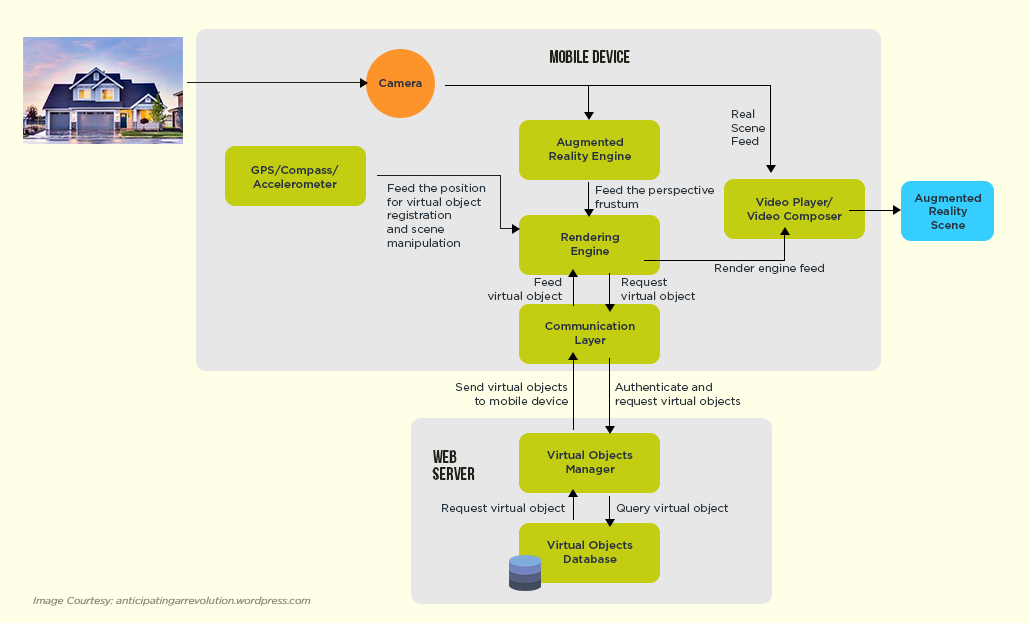 MOBILE DEVICE
Camera
Real
Scene
Feed
Augmented
Reality Engine
GPS/Compass/
Accelerometer
Feed the position
for virtual object
registration
and scene
manipulation
Feed the perspective
frustum
Video Player/
Video Composer
Augmented
Reality
Scene
Rendering
Engine
Render engine feed
Feed
virtual object
Request
virtual object
Communication
Layer
Send virtual objects
to mobile device
Authenticate and
request virtual objects
WEB
SERVER
Virtual Objects
Manager
Request virtual object
Query virtual object
Virtual Objects
Database
Image Courtesy: anticipatingarrevolution.wordpress.com